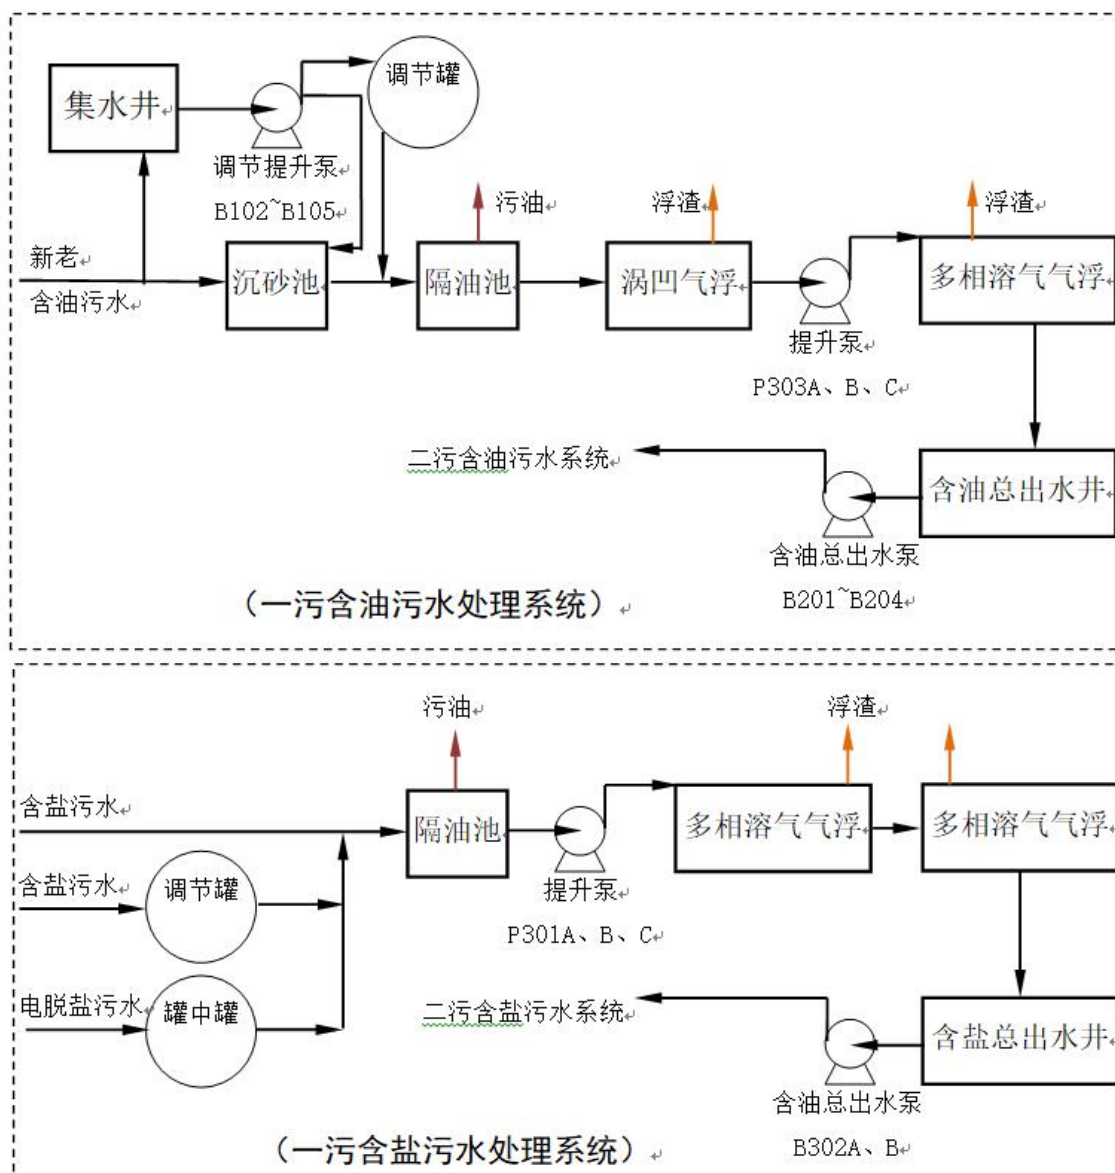 集水井
调节罐
调节提升泵
B102~B105
新老
含油污水
沉砂池
隔油池
污油
涡凹气浮
浮渣
提升泵
P303A、B、C
多相溶气气浮
浮渣
二污含油污水系统
含油总出水泵
B201~B204
含油总出水井
（一污含油污水处理系统）
污油
浮渣
含盐污水
隔油池
多相溶气气浮
多相溶气气浮
含盐污水
调节罐
提升泵
P301A、B、C
电脱盐污水
罐中罐
二污含盐污水系统
含盐总出水井
含油总出水泵
B302A、B
（一污含盐污水处理系统）